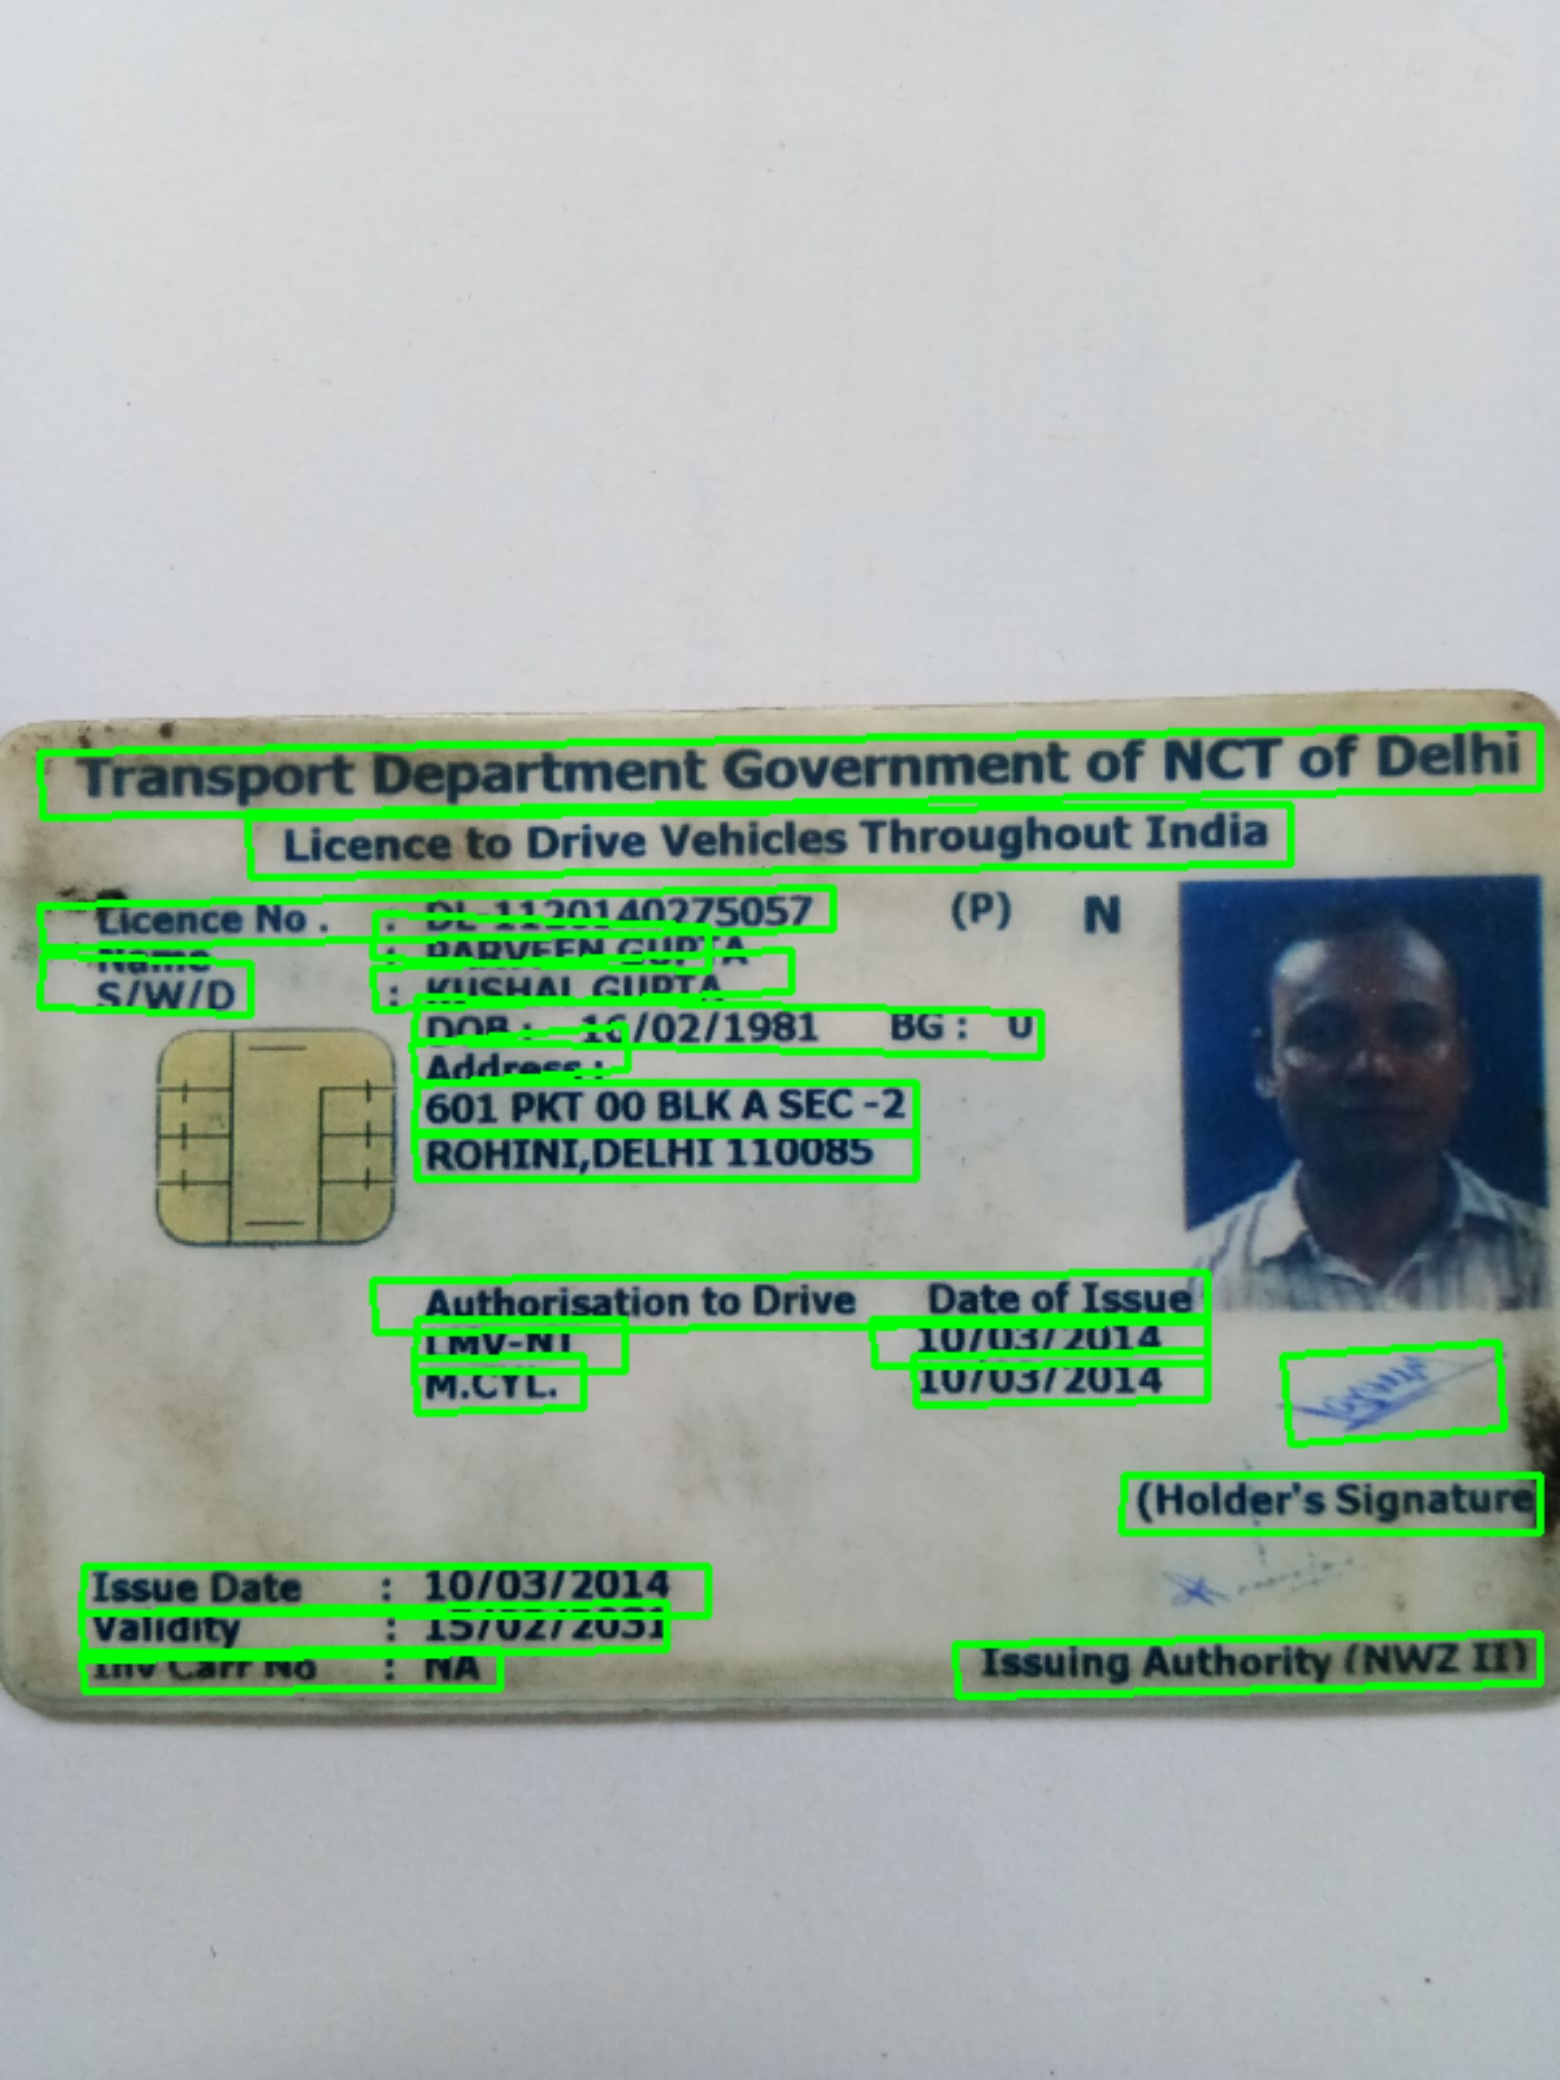 Transport Department Government of NCT of Delhi
Licence to Drive Vehicles Throughout India
Licence No . : DL-1120140275057 (P) N
Name : PARVEEN GUPTA
S/W/D : KUSHAL GUPTA
DOB : 16/02/1981 BG : U
Address :
601 PKT 00 BLK A SEC -2
ROHINI,DELHI 110085
Authorisation to Drive Date of Issue
LMV-NT 10/03/2014
M.CYL. 10/03/2014
(Holder's Signature
Issue Date : 10/03/2014
Validity : 15/02/2031
Inv Carr No : NA
Issuing Authority (NWZ II)